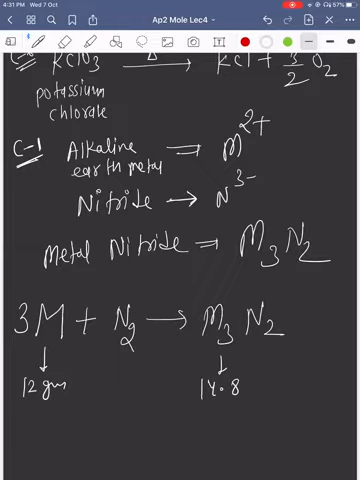 4:31 PM Wed 7 Oct
Ap2 Mole Lec4
KClO₃ Δ→ KCl + 3/2 O₂
potassium
chlorate
C-1 Alkaline ⇒ M²⁺
earth metal
Nitride → N³⁻
Metal Nitride ⇒ M₃N₂
3M + N₂ → M₃N₂
↓ ↓
12 gm 14.8